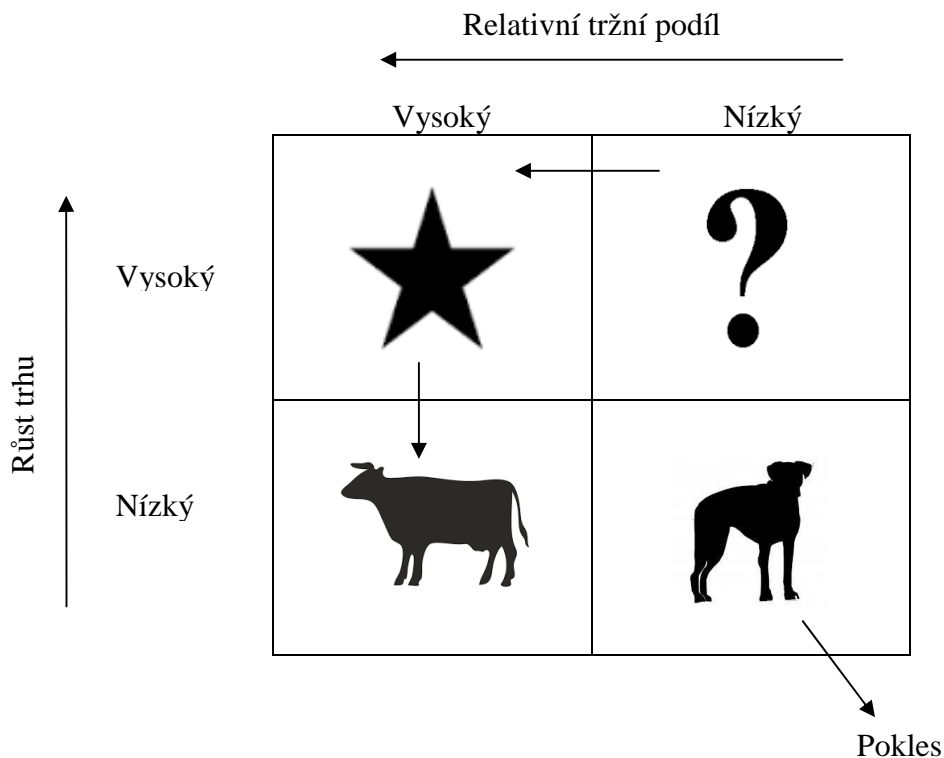 Relativní tržní podíl
Vysoký Nízký
?
Vysoký
Růst trhu
Nízký
Pokles